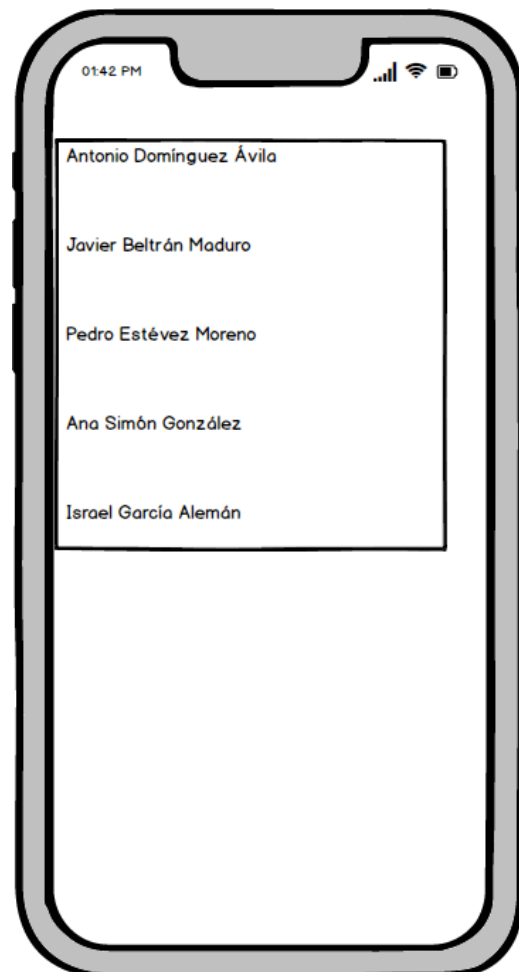 01:42 PM
Antonio Domínguez Ávila
Javier Beltrán Maduro
Pedro Estévez Moreno
Ana Simón González
Israel García Alemán